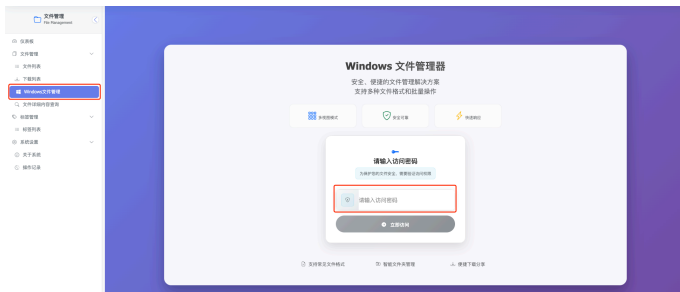 文件管理
File Management
仪表板
文件管理
文件列表
下载列表
Windows文件管理
文件详细内容查询
标签管理
标签列表
系统设置
关于系统
操作记录
Windows 文件管理器
安全、便捷的文件管理解决方案
支持多种文件格式和批量操作
多视图模式
安全可靠
快速响应
请输入访问密码
为保护您的文件安全，需要验证访问权限
请输入访问密码
立即访问
支持常见文件格式
智能文件夹管理
便捷下载分享